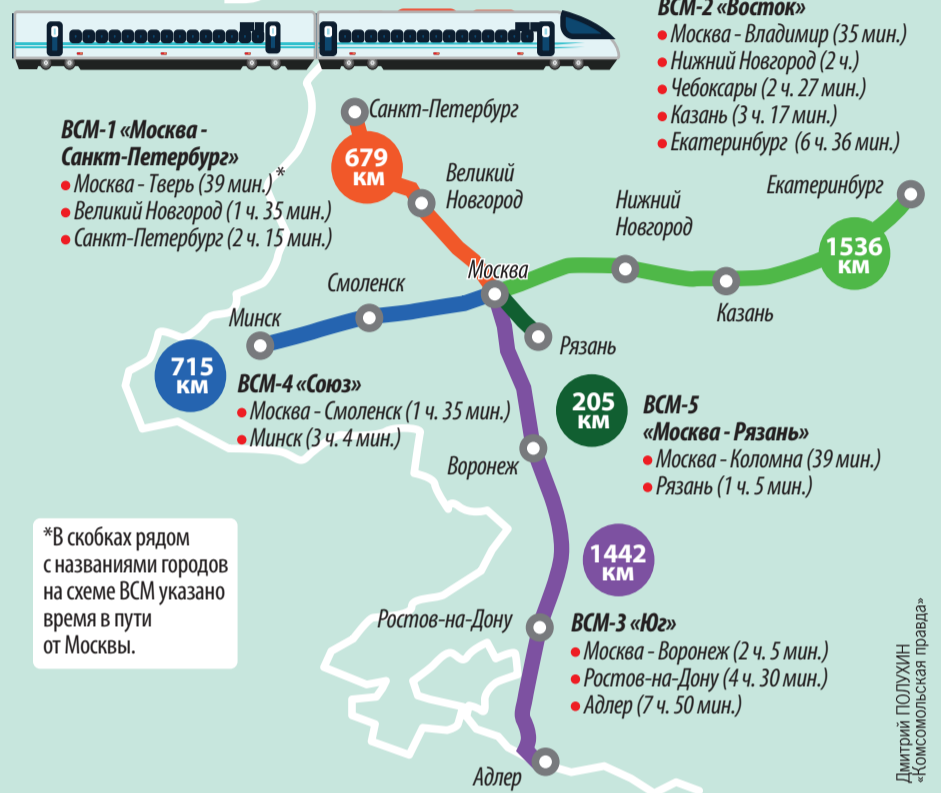 ВСМ-2 «Восток»
• Москва - Владимир (35 мин.)
• Нижний Новгород (2 ч.)
• Чебоксары (2 ч. 27 мин.)
• Казань (3 ч. 17 мин.)
• Екатеринбург (6 ч. 36 мин.)
ВСМ-1 «Москва -
Санкт-Петербург»
• Москва - Тверь (39 мин.)*
• Великий Новгород (1 ч. 35 мин.)
• Санкт-Петербург (2 ч. 15 мин.)
Санкт-Петербург
679
КМ
Великий
Новгород
Нижний
Новгород
Екатеринбург
1536
КМ
Москва
Казань
Смоленск
Минск
Рязань
715
КМ
ВСМ-4 «Союз»
• Москва - Смоленск (1 ч. 35 мин.)
• Минск (3 ч. 4 мин.)
205
КМ
ВСМ-5
«Москва - Рязань»
• Москва - Коломна (39 мин.)
• Рязань (1 ч. 5 мин.)
Воронеж
*В скобках рядом
с названиями городов
на схеме ВСМ указано
время в пути
от Москвы.
1442
КМ
Ростов-на-Дону
ВСМ-3 «Юг»
• Москва - Воронеж (2 ч. 5 мин.)
• Ростов-на-Дону (4 ч. 30 мин.)
• Адлер (7 ч. 50 мин.)
Адлер
Дмитрий ПОЛУХИН
«Комсомольская правда»